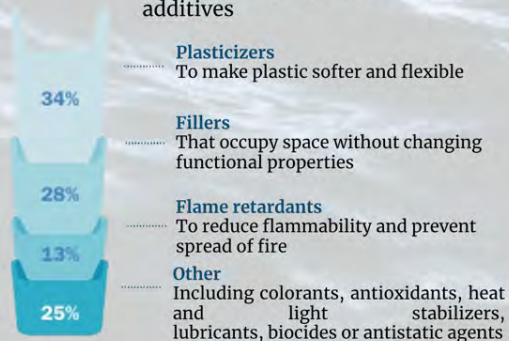 additives
Plasticizers
To make plastic softer and flexible
34%
Fillers
That occupy space without changing
functional properties
28%
Flame retardants
To reduce flammability and prevent
spread of fire
13%
Other
Including colorants, antioxidants, heat
and light stabilizers,
lubricants, biocides or antistatic agents
25%